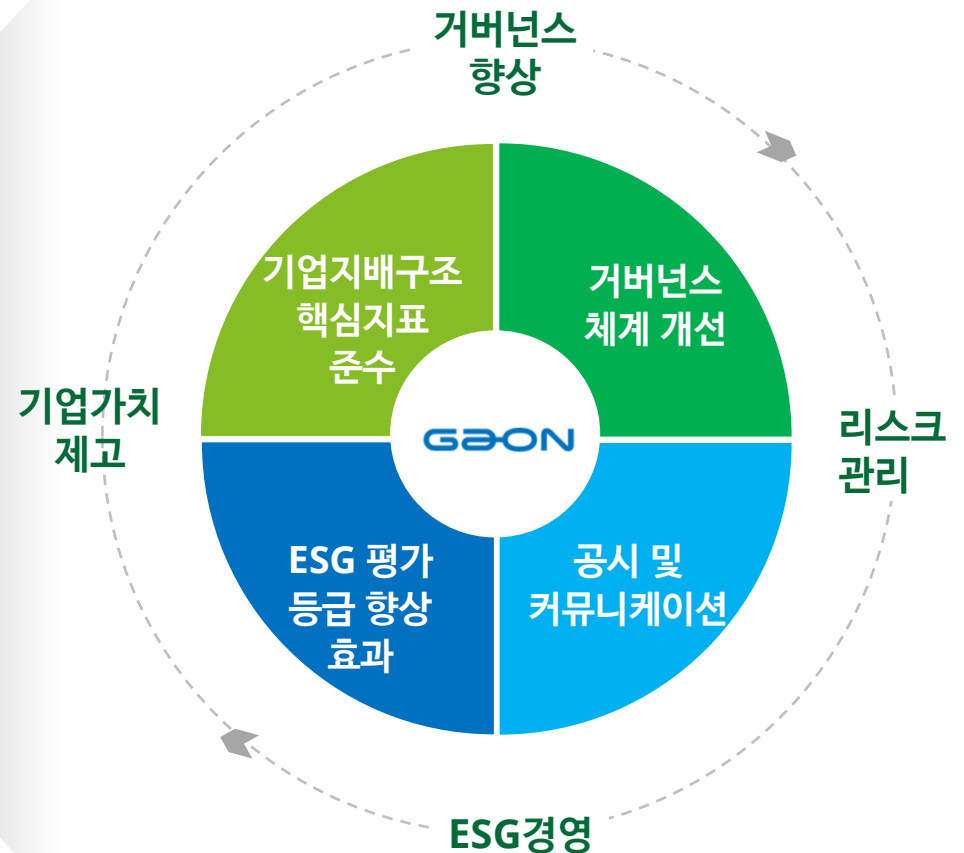 거버넌스
향상
기업지배구조
핵심지표
준수
거버넌스
체계 개선
기업가치
제고
GAON
리스크
관리
ESG 평가
등급 향상
효과
공시 및
커뮤니케이션
ESG경영